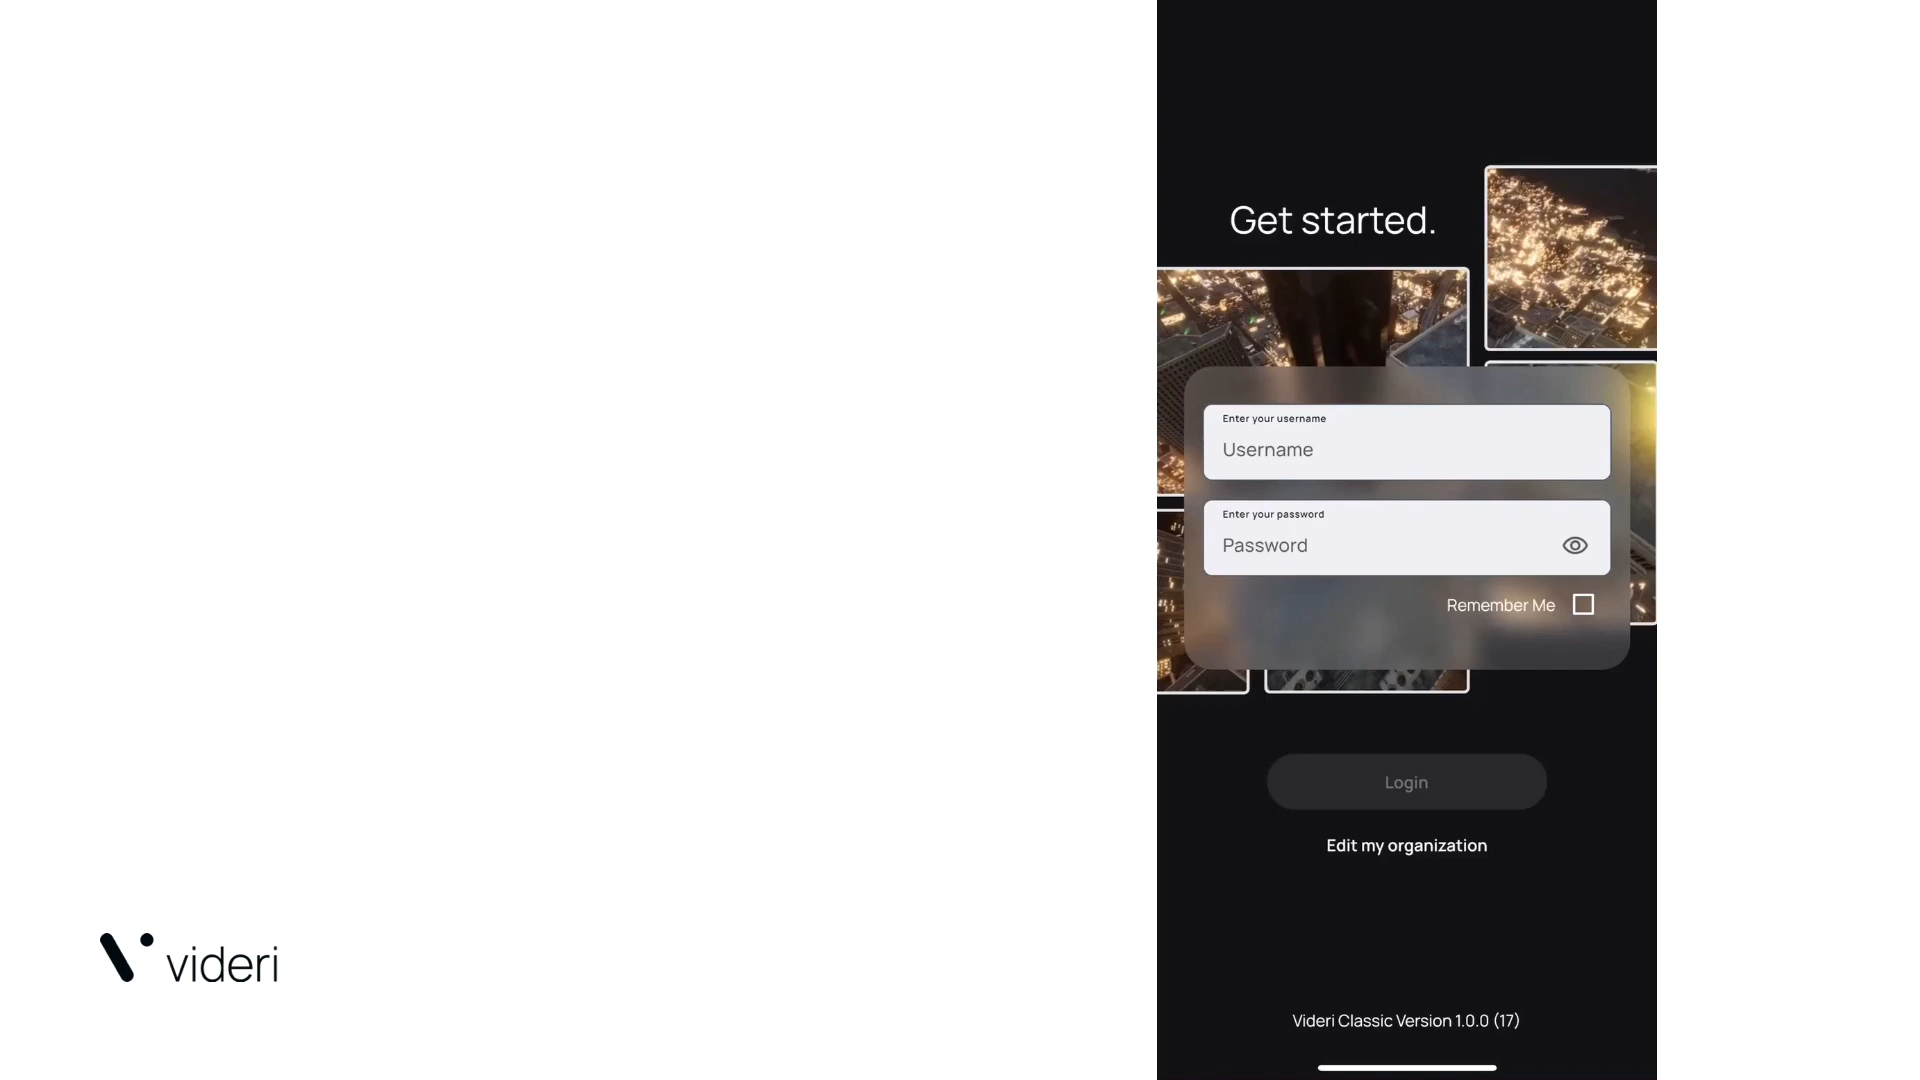 Get started.
Enter your username
Username
Enter your password
Password
Remember Me
Login
Edit my organization
videri
Videri Classic Version 1.0.0 (17)